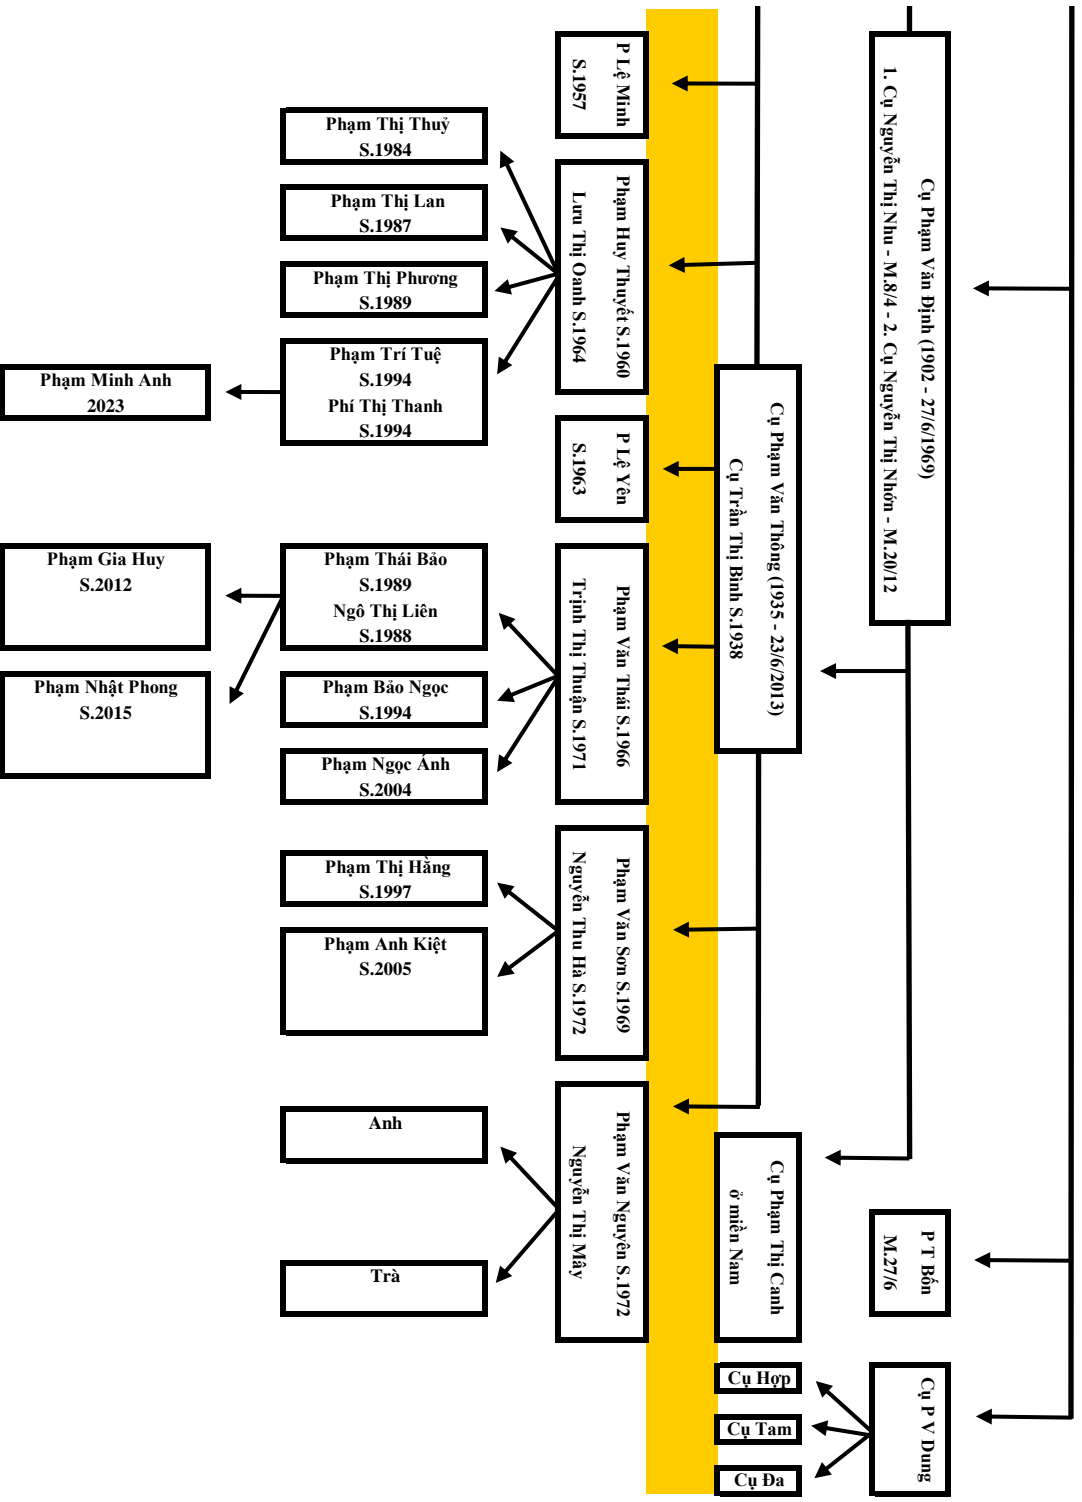 Cụ Phạm Văn Định (1902 - 27/6/1969)
1. Cụ Nguyễn Thị Nhu - M.8/4 - 2. Cụ Nguyễn Thị Nhớn - M.20/12
P T Bốn
M.27/6
Cụ P V Dung
Cụ Phạm Văn Thông (1935 - 23/6/2013)
Cụ Trần Thị Bình S.1938
Cụ Phạm Thị Canh
ở miền Nam
Cụ Hợp
Cụ Tam
Cụ Đa
P Lệ Minh
S.1957
Phạm Huy Thuyết S.1960
Lưu Thị Oanh S.1964
P Lệ Yên
S.1963
Phạm Văn Thái S.1966
Trịnh Thị Thuận S.1971
Phạm Văn Sơn S.1969
Nguyễn Thu Hà S.1972
Phạm Văn Nguyên S.1972
Nguyễn Thị Mây
Phạm Thị Thuỷ
S.1984
Phạm Thị Lan
S.1987
Phạm Thị Phương
S.1989
Phạm Trí Tuệ
S.1994
Phí Thị Thanh
S.1994
Phạm Thái Bảo
S.1989
Ngô Thị Liên
S.1988
Phạm Bảo Ngọc
S.1994
Phạm Ngọc Ánh
S.2004
Phạm Thị Hằng
S.1997
Phạm Anh Kiệt
S.2005
Anh
Trà
Phạm Minh Anh
2023
Phạm Gia Huy
S.2012
Phạm Nhật Phong
S.2015